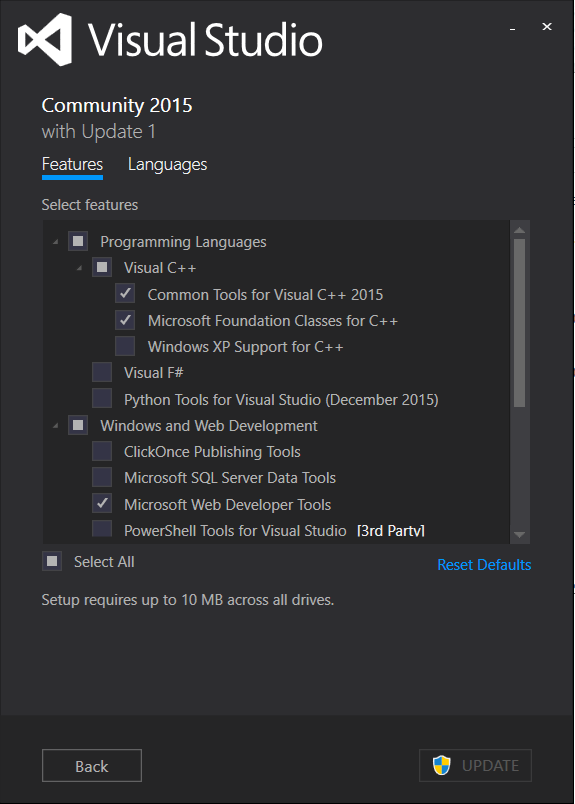 Visual Studio
Community 2015
with Update 1
Features Languages
Select features
Programming Languages
Visual C++
Common Tools for Visual C++ 2015
Microsoft Foundation Classes for C++
Windows XP Support for C++
Visual F#
Python Tools for Visual Studio (December 2015)
Windows and Web Development
ClickOnce Publishing Tools
Microsoft SQL Server Data Tools
Microsoft Web Developer Tools
PowerShell Tools for Visual Studio [3rd Party]
Select All
Reset Defaults
Setup requires up to 10 MB across all drives.
Back UPDATE